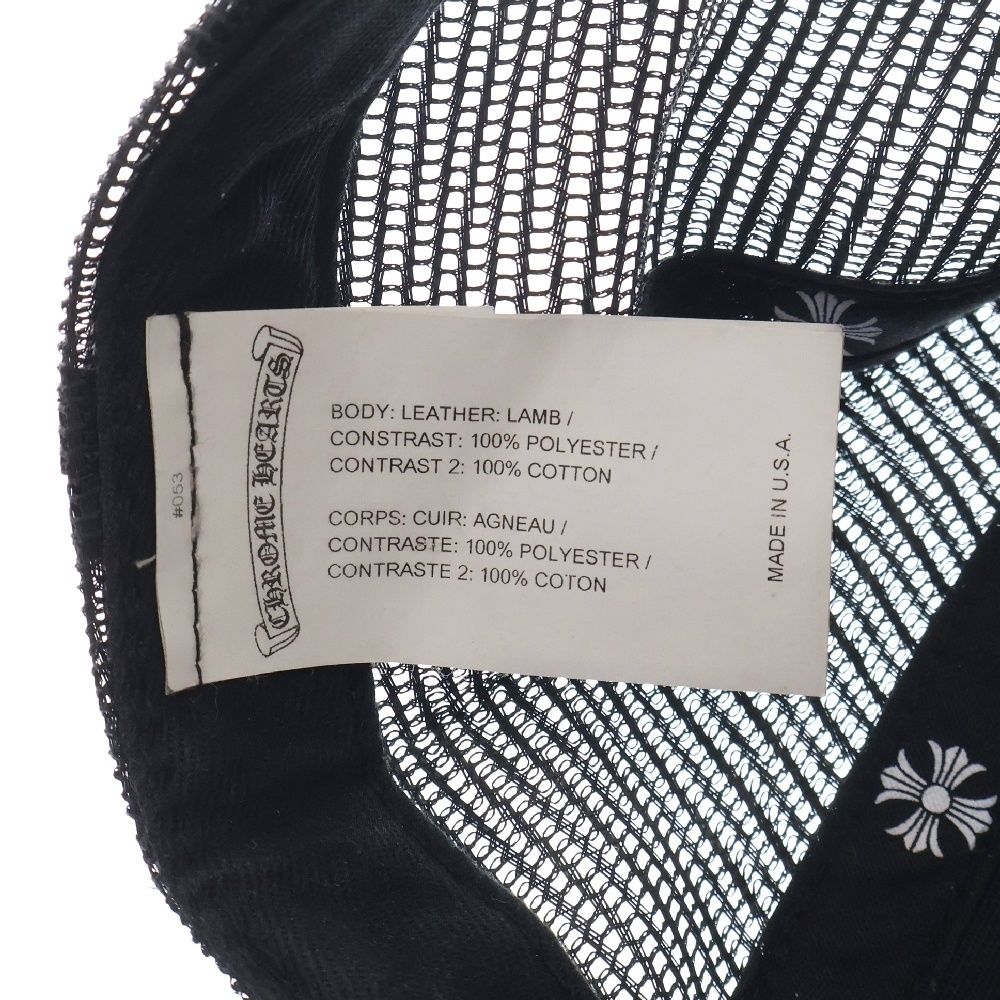 #053
CHROME HEARTS
BODY: LEATHER: LAMB /
CONSTRAST: 100% POLYESTER /
CONTRAST 2: 100% COTTON
CORPS: CUIR: AGNEAU /
CONTRASTE: 100% POLYESTER /
CONTRASTE 2: 100% COTON
MADE IN U.S.A.